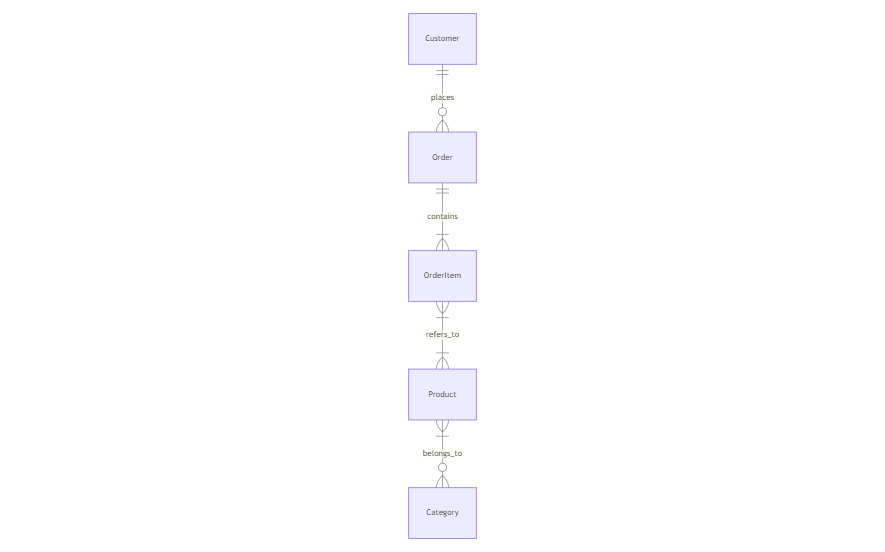 Customer
places
Order
contains
OrderItem
refers_to
Product
belongs_to
Category